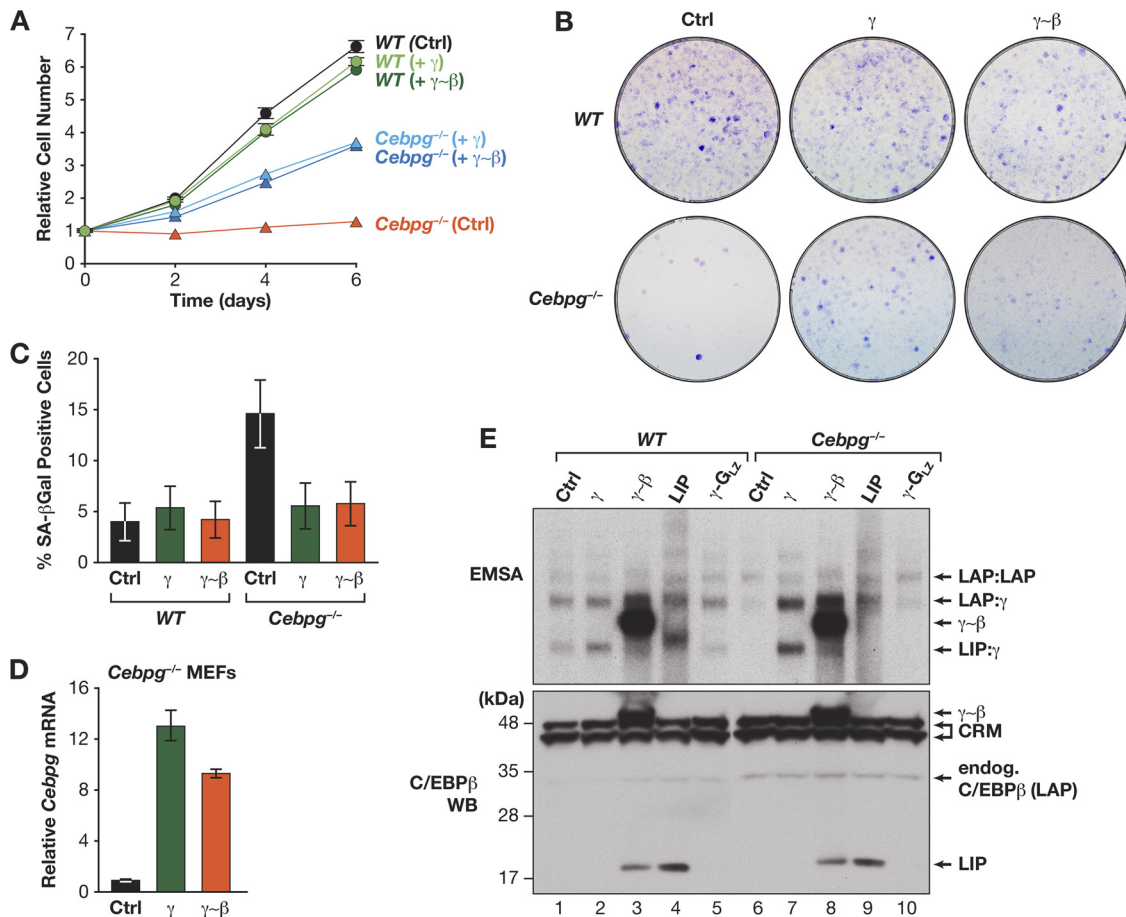 A
Relative Cell Number
7
6
5
4
3
2
1
0
0 2 4 6
Time (days)
WT (Ctrl)
WT (+ γ)
WT (+ γ~β)
Cebpg–/– (+ γ)
Cebpg–/– (+ γ~β)
Cebpg–/– (Ctrl)
B
Ctrl γ γ~β
WT
Cebpg–/–
C
% SA-βGal Positive Cells
20
15
10
5
0
Ctrl γ γ~β Ctrl γ γ~β
WT Cebpg–/–
D
Cebpg–/– MEFs
Relative Cebpg mRNA
16
12
8
4
0
Ctrl γ γ~β
E
WT Cebpg–/–
Ctrl γ γ~β LIP γ-GLZ Ctrl γ γ~β LIP γ-GLZ
EMSA
LAP:LAP
LAP:γ
γ~β
LIP:γ
(kDa)
48
35
28
17
C/EBPβ
WB
γ~β
CRM
endog.
C/EBPβ (LAP)
LIP
1 2 3 4 5 6 7 8 9 10